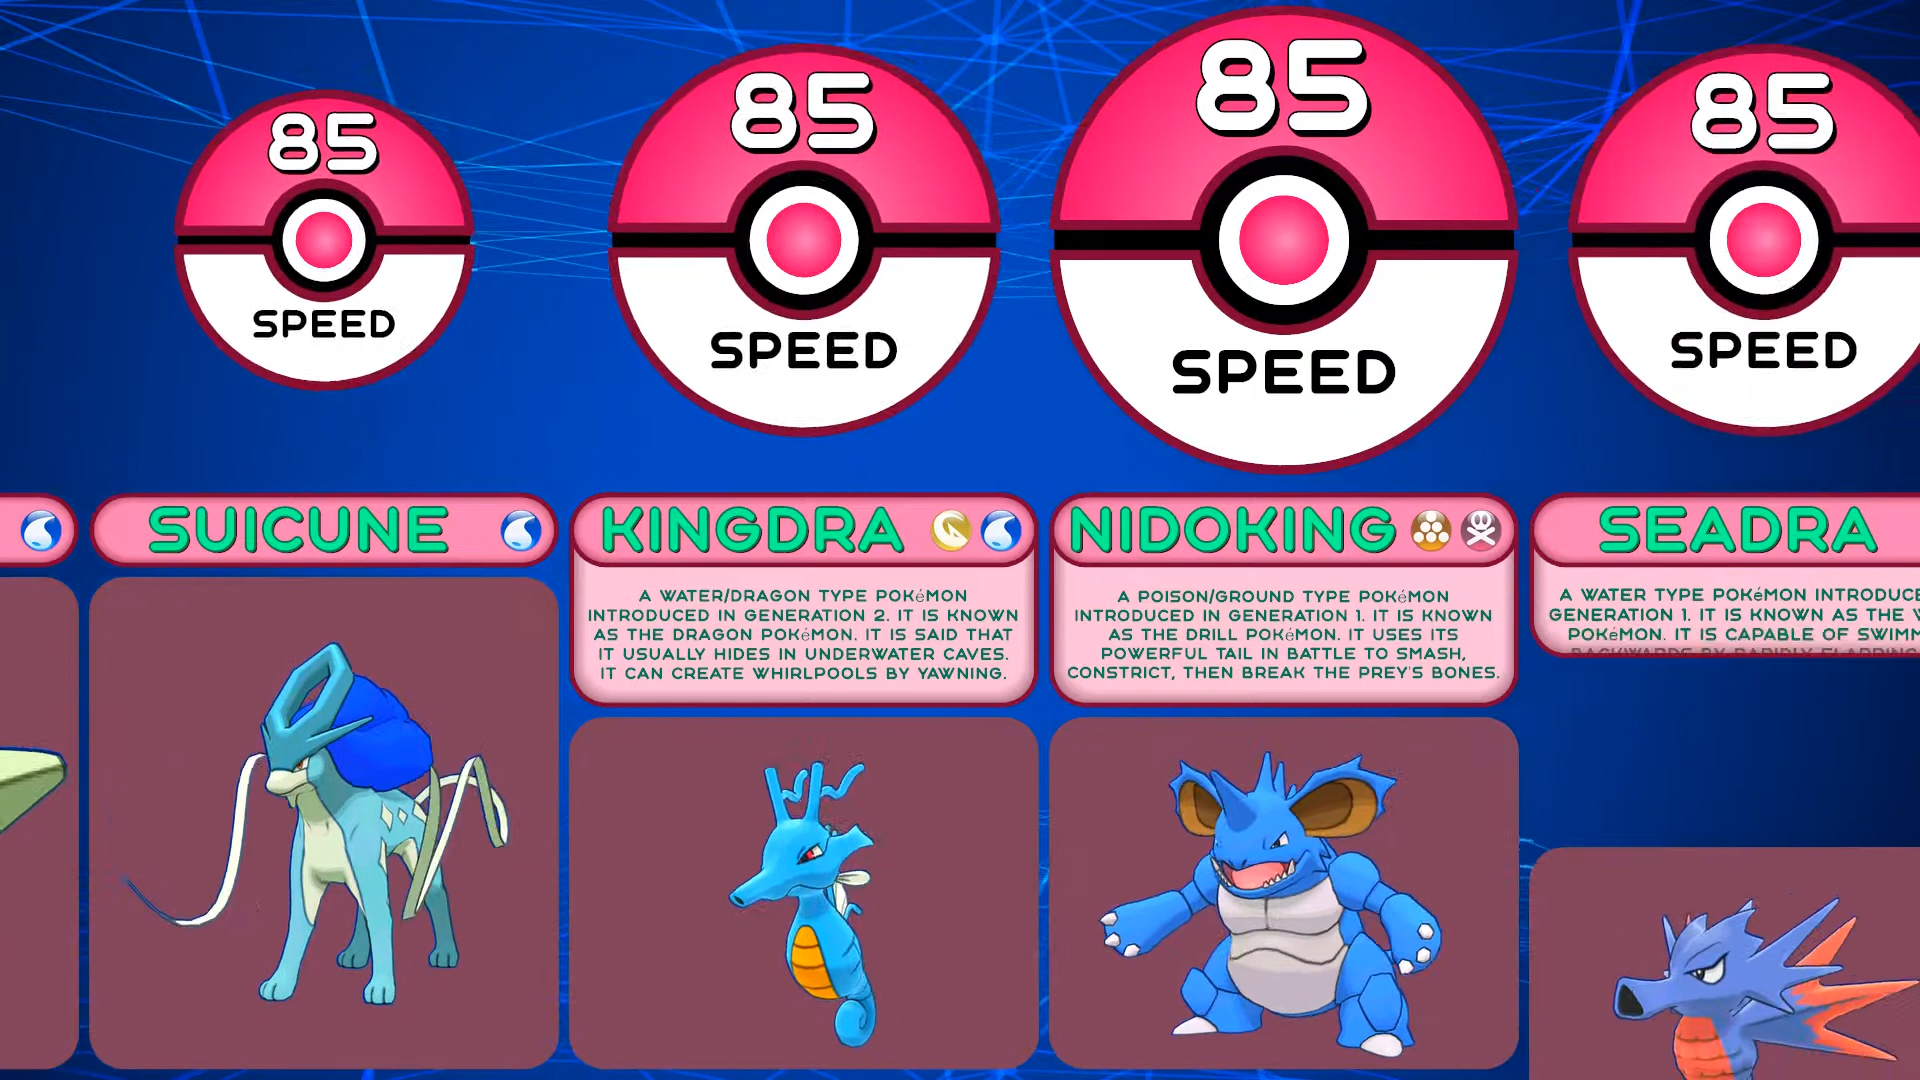 85
SPEED
85
SPEED
85
SPEED
85
SPEED
SUICUNE
KINGDRA
A WATER/DRAGON TYPE POKéMON
INTRODUCED IN GENERATION 2. IT IS KNOWN
AS THE DRAGON POKéMON. IT IS SAID THAT
IT USUALLY HIDES IN UNDERWATER CAVES.
IT CAN CREATE WHIRLPOOLS BY YAWNING.
NIDOKING
A POISON/GROUND TYPE POKéMON
INTRODUCED IN GENERATION 1. IT IS KNOWN
AS THE DRILL POKéMON. IT USES ITS
POWERFUL TAIL IN BATTLE TO SMASH,
CONSTRICT, THEN BREAK THE PREY'S BONES.
SEADRA
A WATER TYPE POKéMON
GENERATION 1. IT IS KNOWN AS THE
POKéMON. IT IS CAPABLE OF
BACKWARDS BY RAPIDLY